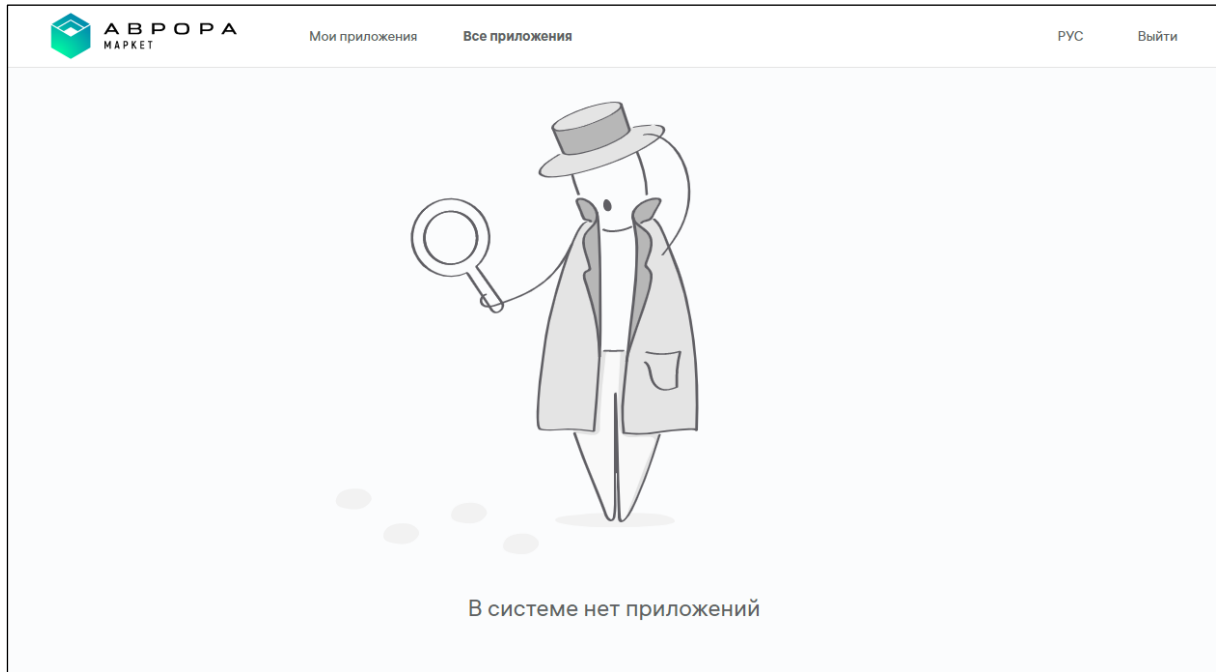 АВРОРА
МАРКЕТ
Мои приложения
Все приложения
РУС
Выйти
В системе нет приложений